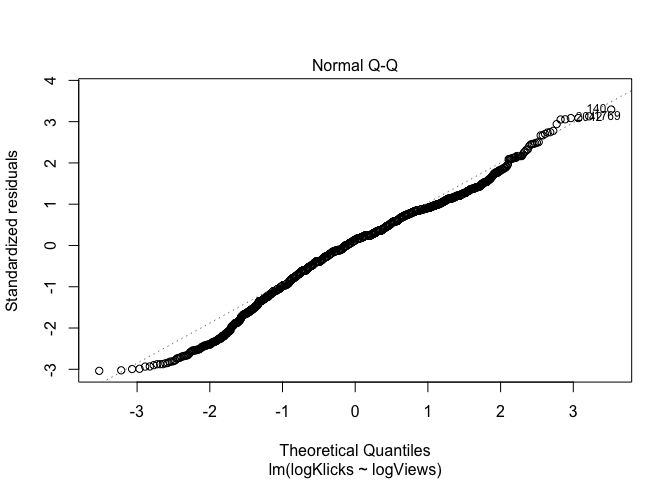 Normal Q-Q
4
3
2
1
0
-1
-2
-3
Standardized residuals
140
-3 -2 -1 0 1 2 3
Theoretical Quantiles
lm(logKlicks ~ logViews)